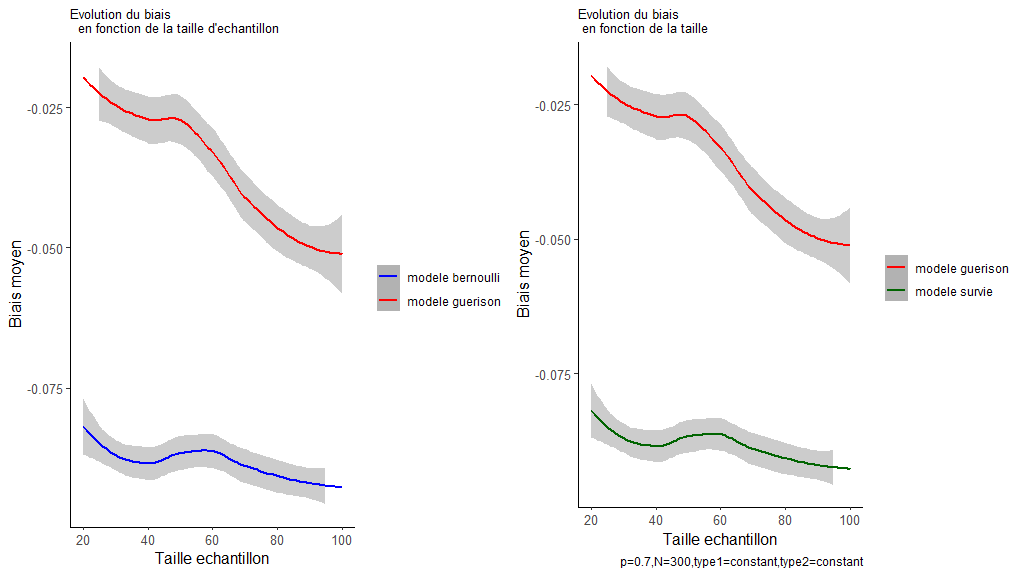 Evolution du biais
en fonction de la taille d'echantillon
Biais moyen
-0.025
-0.050
-0.075
20 40 60 80 100
Taille echantillon
modele bernoulli
modele guerison
Evolution du biais
en fonction de la taille
Biais moyen
-0.025
-0.050
-0.075
20 40 60 80 100
Taille echantillon
modele guerison
modele survie
p=0.7,N=300,type1=constant,type2=constant